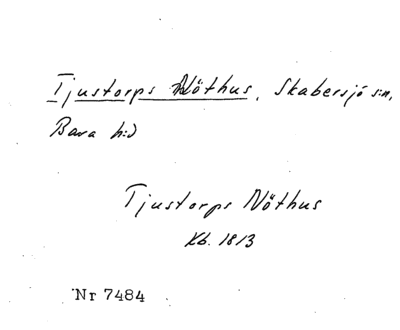 Tjustorps Nöthus, Skabersjö s:n,
Bara h:d
Tjustorps Nöthus
Kb. 1813
Nr 7484